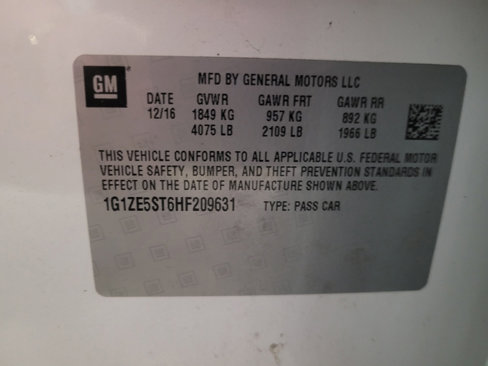 GM
MFD BY GENERAL MOTORS LLC
DATE GVWR GAWR FRT GAWR RR
12/16 1849 KG 957 KG 892 KG
4075 LB 2109 LB 1966 LB
THIS VEHICLE CONFORMS TO ALL APPLICABLE U.S. FEDERAL MOTOR
VEHICLE SAFETY, BUMPER, AND THEFT PREVENTION STANDARDS
IN EFFECT ON THE DATE OF MANUFACTURE SHOWN ABOVE.
1G1ZE5ST6HF209631 TYPE: PASS CAR